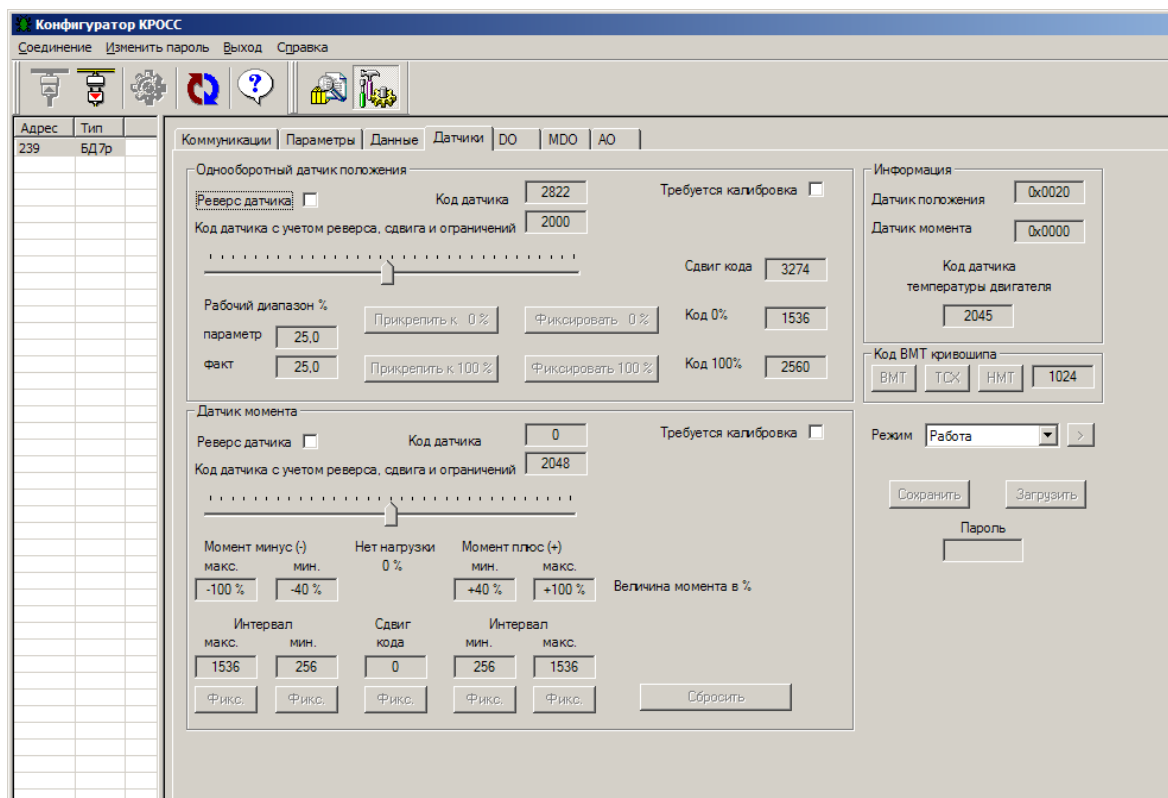 Конфигуратор КРОСС
Соединение Изменить пароль Выход Справка
?
Адрес Тип
239 БД7р
Коммуникации Параметры Данные Датчики DO MDO AO
Однооборотный датчик положения
Реверс датчика Код датчика 2822 Требуется калибровка
Код датчика с учетом реверса, сдвига и ограничений 2000
Сдвиг кода 3274
Рабочий диапазон %
Прикрепить к 0 % Фиксировать 0 % Код 0% 1536
параметр 25,0
факт 25,0 Прикрепить к 100 % Фиксировать 100 % Код 100% 2560
Датчик момента
Реверс датчика Код датчика 0 Требуется калибровка
Код датчика с учетом реверса, сдвига и ограничений 2048
Момент минус (-) Нет нагрузки Момент плюс (+)
макс. мин. 0 % мин. макс.
-100 % -40 % +40 % +100 % Величина момента в %
Интервал Сдвиг Интервал
макс. мин. кода мин. макс.
1536 256 0 256 1536
Фикс. Фикс. Фикс. Фикс. Фикс. Сбросить
Информация
Датчик положения 0x0020
Датчик момента 0x0000
Код датчика
температуры двигателя
2045
Код ВМТ кривошипа
ВМТ ТСХ НМТ 1024
Режим Работа >
Сохранить Загрузить
Пароль